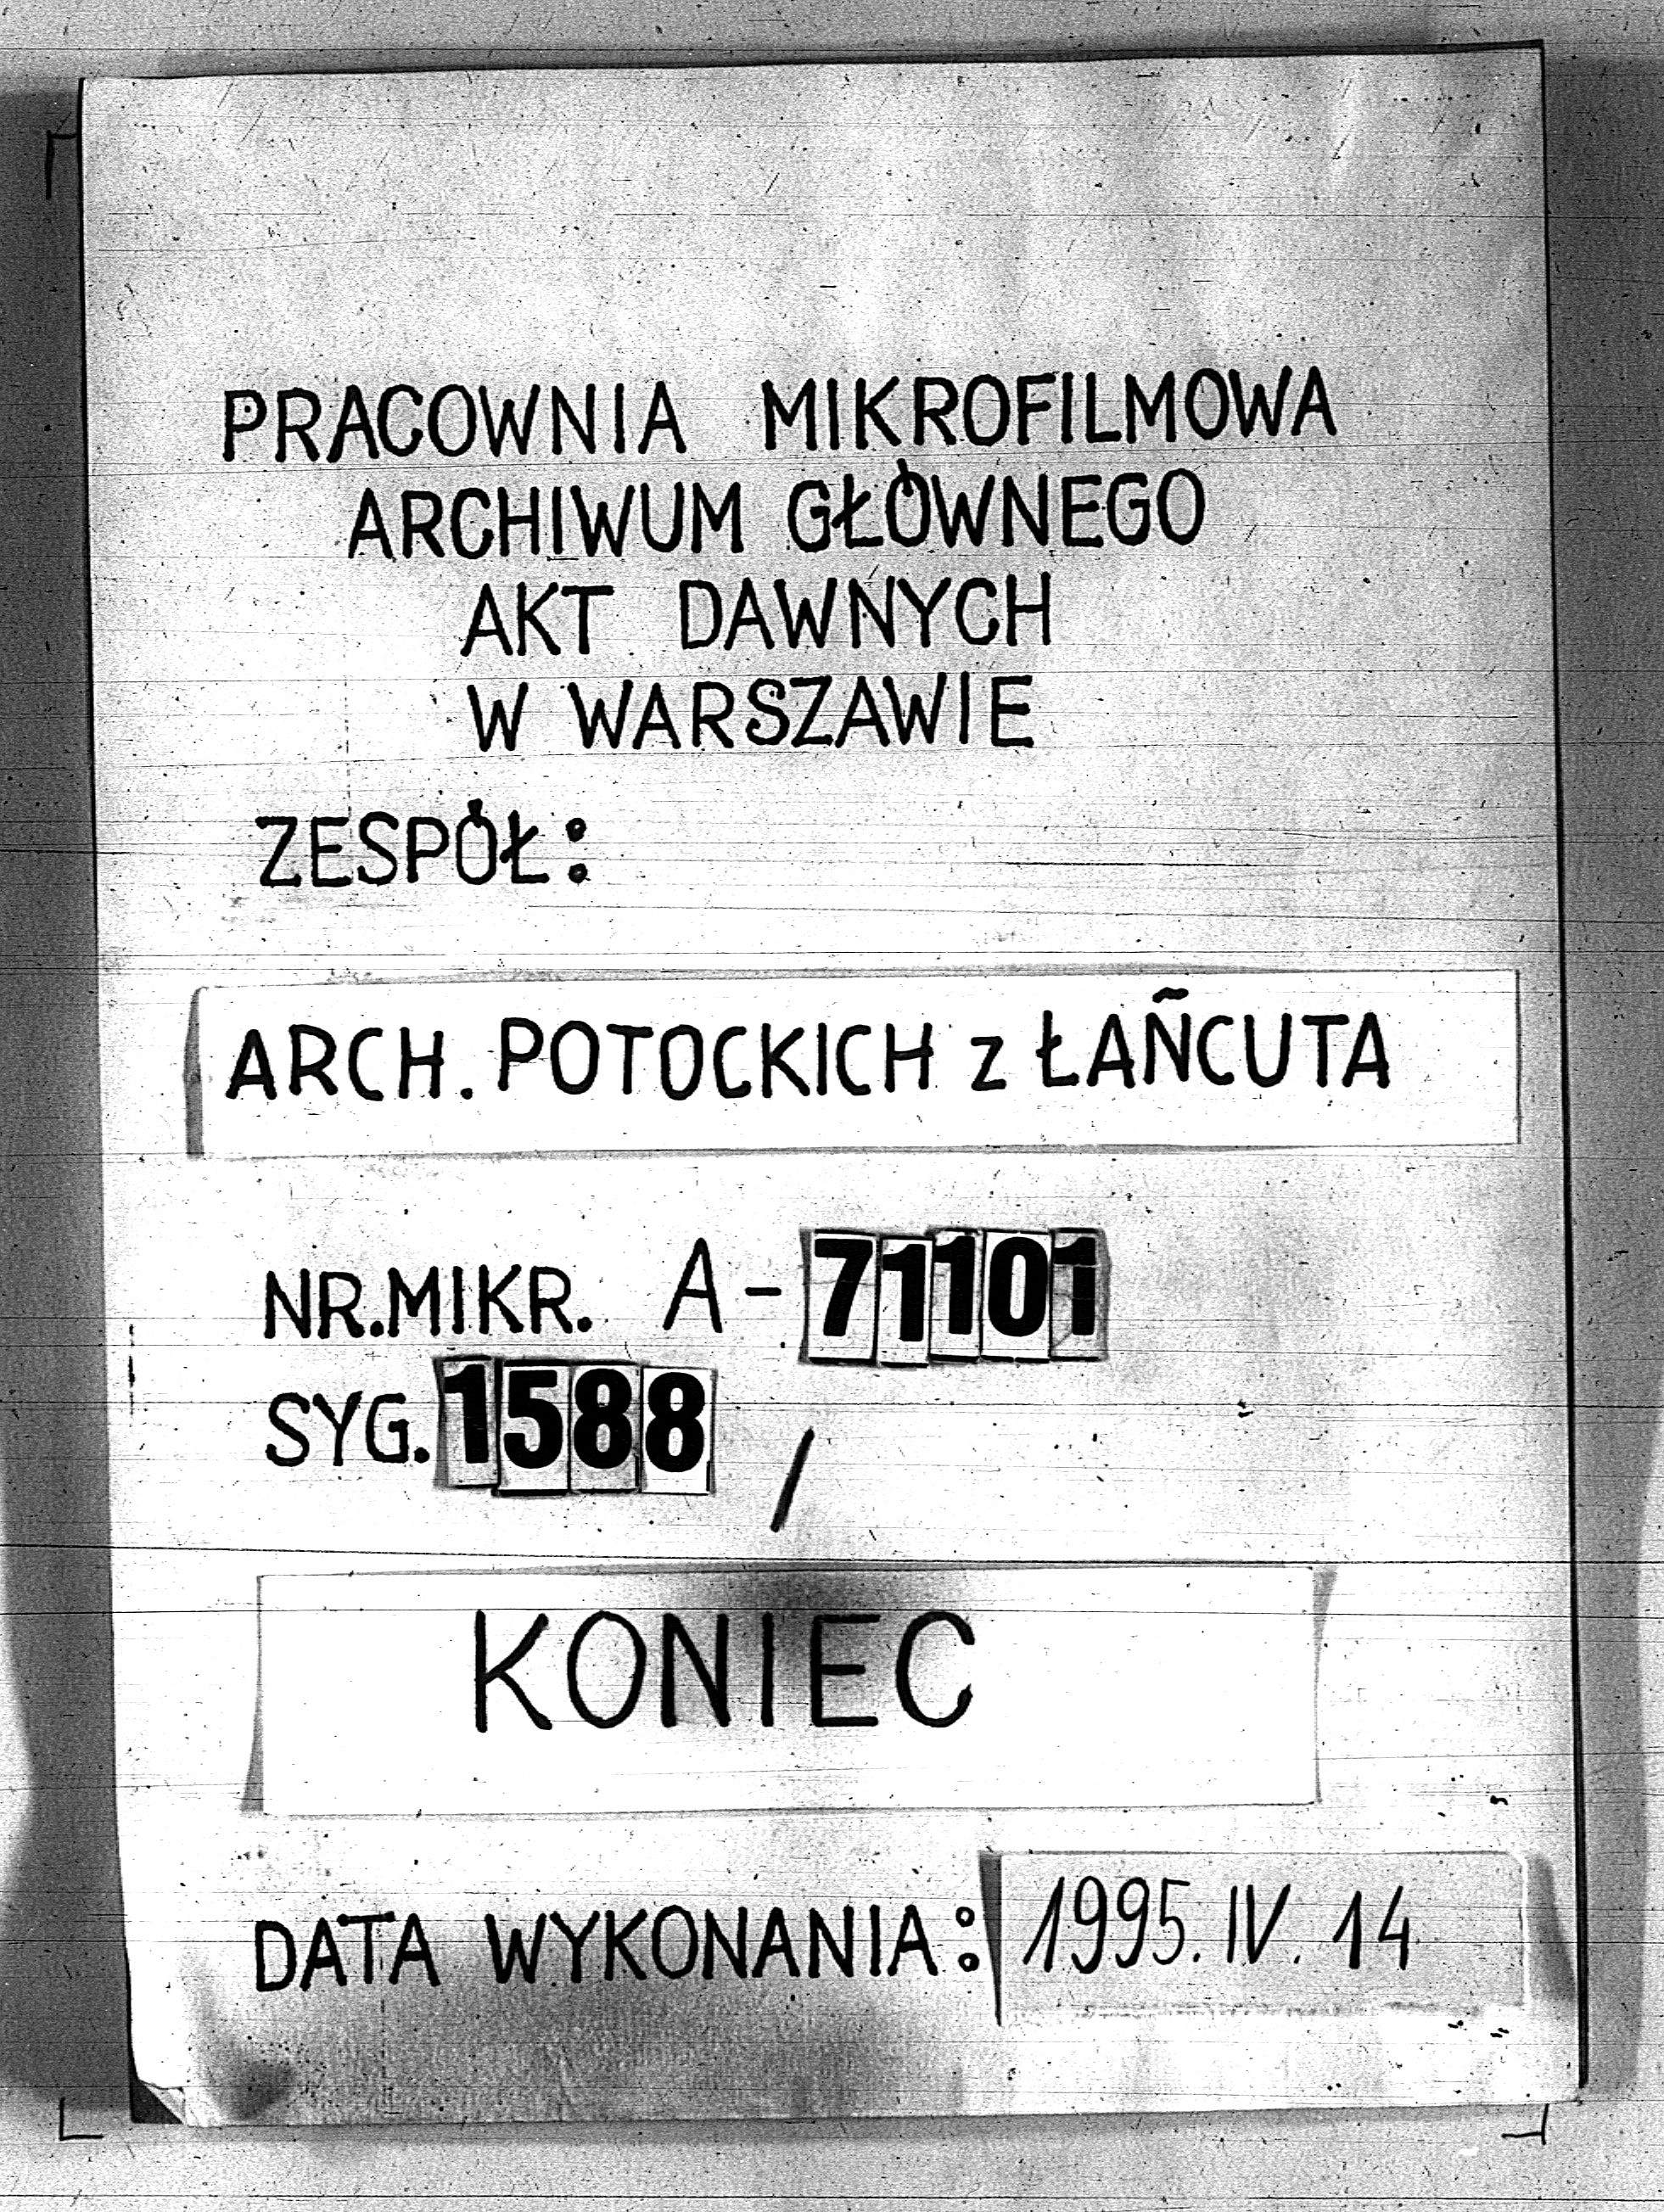 PRACOWNIA MIKROFILMOWA
ARCHIWUM GŁÓWNEGO
AKT DAWNYCH
W WARSZAWIE
ZESPÓŁ:
ARCH. POTOCKICH z ŁAŃCUTA
NR.MIKR. A-71101
SYG. 1588 /
KONIEC
DATA WYKONANIA: 1995.IV.14